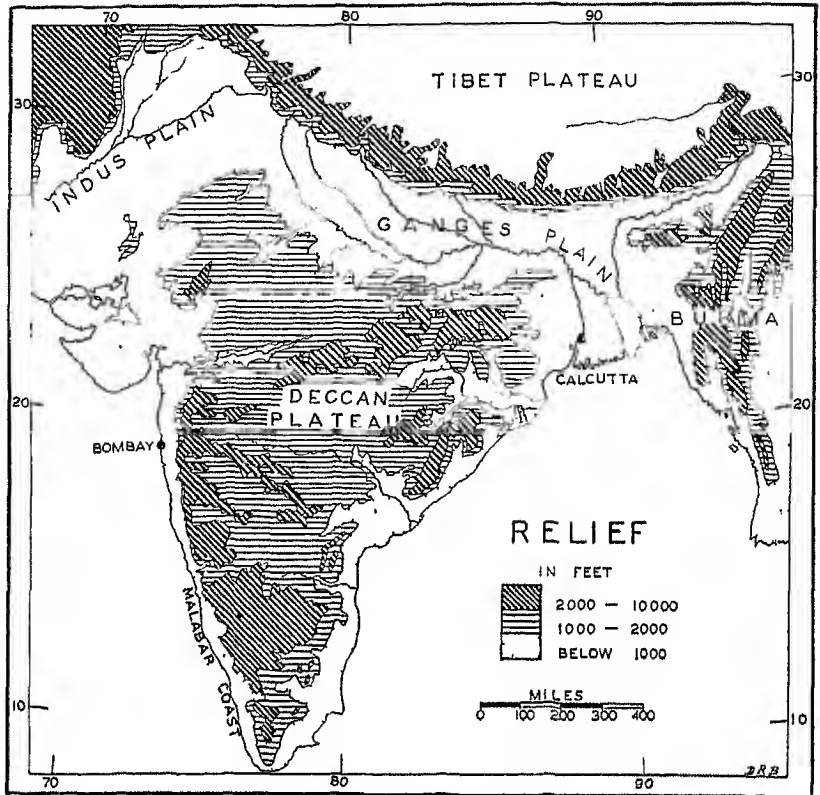 70 80 90
TIBET PLATEAU
30 30
INDUS PLAIN
GANGES PLAIN
BURMA
CALCUTTA
20 20
DECCAN
PLATEAU
BOMBAY
RELIEF
IN FEET
2000 — 10000
1000 — 2000
BELOW 1000
MALABAR COAST
MILES
0 100 200 300 400
10 10
DRB
70 80 90